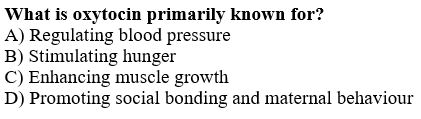 What is oxytocin primarily known for?
A) Regulating blood pressure
B) Stimulating hunger
C) Enhancing muscle growth
D) Promoting social bonding and maternal behaviour